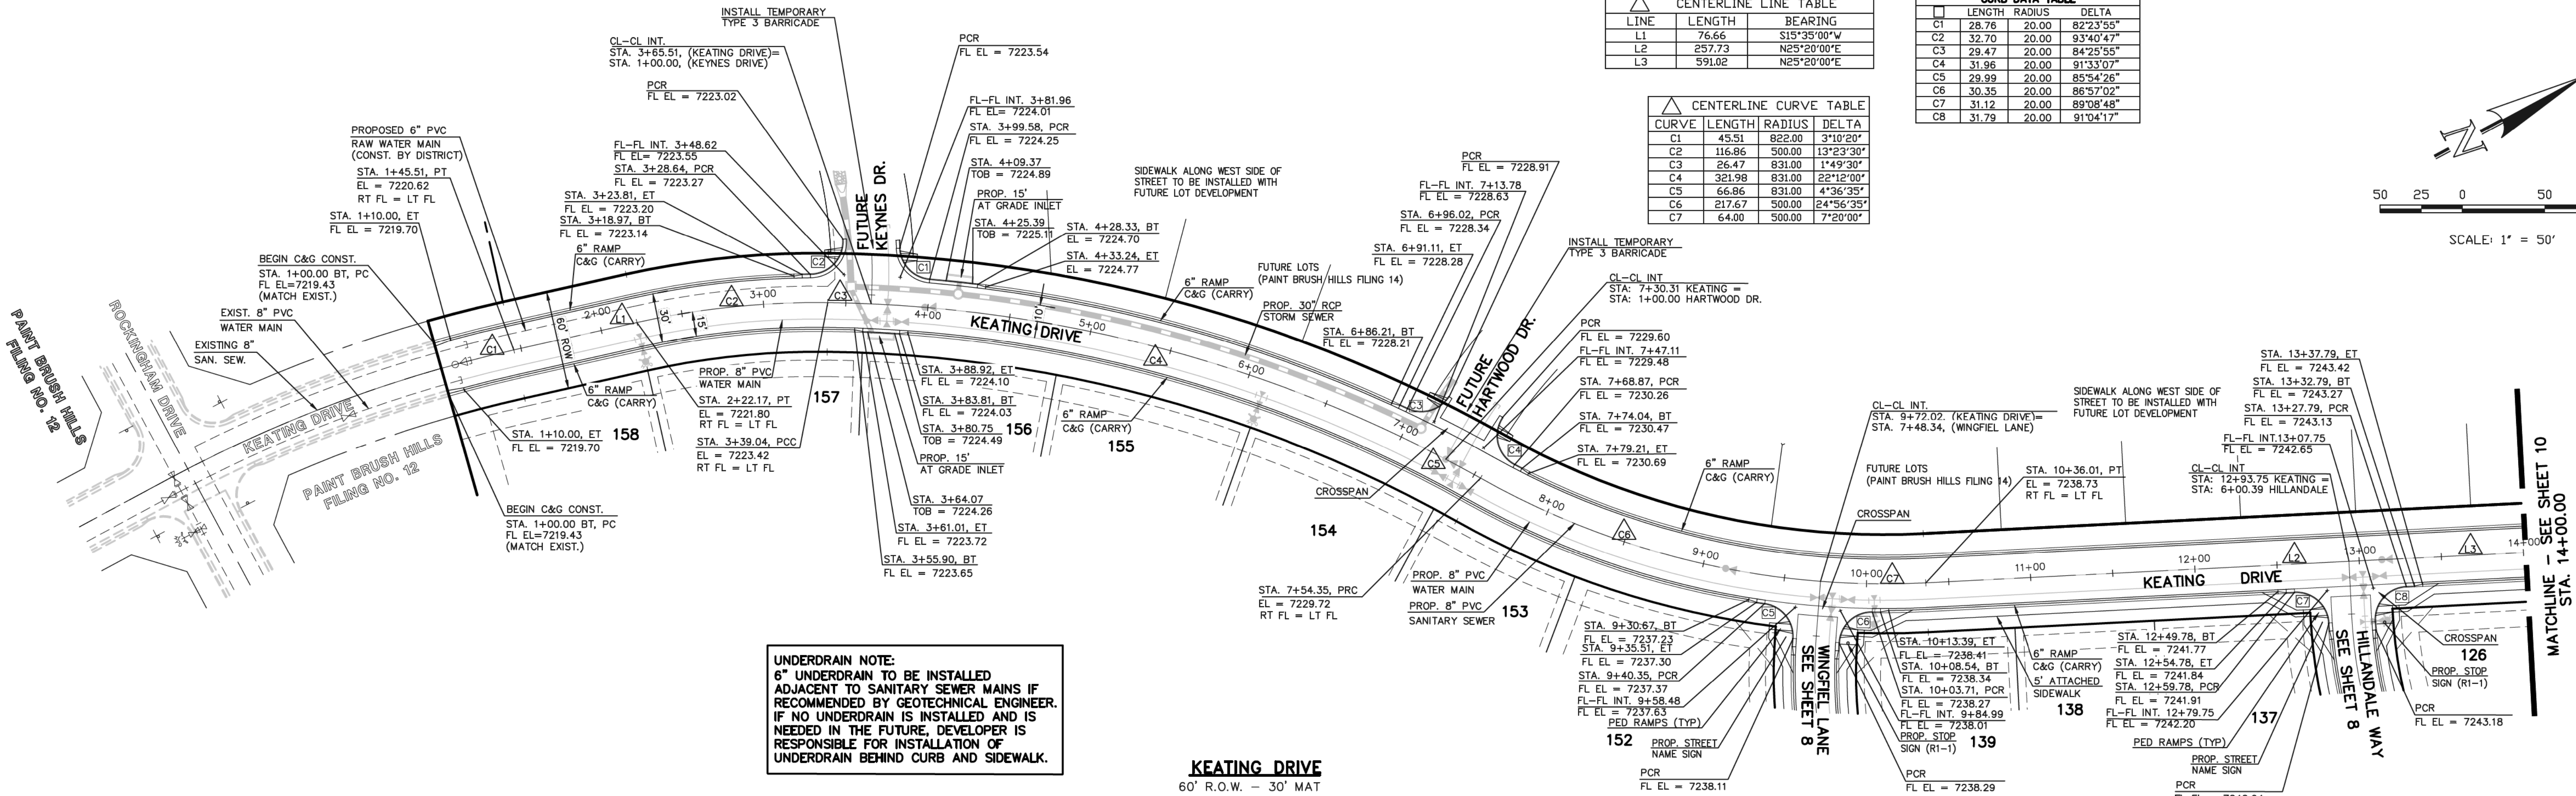 INSTALL TEMPORARY
TYPE 3 BARRICADE
CL-CL INT.
STA. 3+65.51, (KEATING DRIVE)=
STA. 1+00.00, (KEYNES DRIVE)
PCR
FL EL = 7223.54
PCR
FL EL = 7223.02
FL-FL INT. 3+81.96
FL EL= 7224.01
STA. 3+99.58, PCR
FL EL = 7224.25
STA. 4+09.37
TOB = 7224.89
PROP. 15'
AT GRADE INLET
STA. 4+25.39
TOB = 7225.11
STA. 4+28.33, BT
EL = 7224.70
STA. 4+33.24, ET
EL = 7224.77
PROPOSED 6" PVC
RAW WATER MAIN
(CONST. BY DISTRICT)
STA. 1+45.51, PT
EL = 7220.62
RT FL = LT FL
STA. 1+10.00, ET
FL EL = 7219.70
FL-FL INT. 3+48.62
FL EL= 7223.55
STA. 3+28.64, PCR
FL EL = 7223.27
STA. 3+23.81, ET
FL EL = 7223.20
STA. 3+18.97, BT
FL EL = 7223.14
6" RAMP
C&G (CARRY)
BEGIN C&G CONST.
STA. 1+00.00 BT, PC
FL EL=7219.43
(MATCH EXIST.)
EXIST. 8" PVC
WATER MAIN
EXISTING 8"
SAN. SEW.
PAINT BRUSH HILLS
FILING NO. 12
ROCKINGHAM DRIVE
KEATING DRIVE
PAINT BRUSH HILLS
FILING NO. 12
FUTURE
KEYNES DR.
C2
C1
SIDEWALK ALONG WEST SIDE OF
STREET TO BE INSTALLED WITH
FUTURE LOT DEVELOPMENT
CENTERLINE LINE TABLE
LINE LENGTH BEARING
L1 76.66 S15°35'00"W
L2 257.73 N25°20'00"E
L3 591.02 N25°20'00"E
CENTERLINE CURVE TABLE
CURVE LENGTH RADIUS DELTA
C1 45.51 822.00 3°10'20"
C2 116.86 500.00 13°23'30"
C3 26.47 831.00 1°49'30"
C4 321.98 831.00 22°12'00"
C5 66.86 831.00 4°36'35"
C6 217.67 500.00 24°56'35"
C7 64.00 500.00 7°20'00"
CURB DATA TABLE
LENGTH RADIUS DELTA
C1 28.76 20.00 82°23'55"
C2 32.70 20.00 93°40'47"
C3 29.47 20.00 84°25'55"
C4 31.96 20.00 91°33'07"
C5 29.99 20.00 85°54'26"
C6 30.35 20.00 86°57'02"
C7 31.12 20.00 89°08'48"
C8 31.79 20.00 91°04'17"
N
50 25 0 50
SCALE: 1" = 50'
PCR
FL EL = 7228.91
FL-FL INT. 7+13.78
FL EL = 7228.63
STA. 6+96.02, PCR
FL EL = 7228.34
STA. 6+91.11, ET
FL EL = 7228.28
FUTURE LOTS
(PAINT BRUSH HILLS FILING 14)
6" RAMP
C&G (CARRY)
PROP. 30" RCP
STORM SEWER
STA. 6+86.21, BT
FL EL = 7228.21
INSTALL TEMPORARY
TYPE 3 BARRICADE
CL-CL INT
STA: 7+30.31 KEATING =
STA: 1+00.00 HARTWOOD DR.
PCR
FL EL = 7229.60
FL-FL INT. 7+47.11
FL EL = 7229.48
STA. 7+68.87, PCR
FL EL = 7230.26
STA. 7+74.04, BT
FL EL = 7230.47
STA. 7+79.21, ET
FL EL = 7230.69
FUTURE
HARTWOOD DR.
C3
C4
C1
60' ROW
2+00
L1
30'
15'
C2
3+00
C3
4+00
KEATING DRIVE
10'
5+00
C4
6+00
7+00
C5
8+00
C6
9+00
10+00
C7
11+00
12+00
KEATING DRIVE
L2
13+00
L3
14+00
6" RAMP
C&G (CARRY)
PROP. 8" PVC
WATER MAIN
STA. 2+22.17, PT
EL = 7221.80
RT FL = LT FL
STA. 3+39.04, PCC
EL = 7223.42
RT FL = LT FL
157
158
STA. 1+10.00, ET
FL EL = 7219.70
BEGIN C&G CONST.
STA. 1+00.00 BT, PC
FL EL=7219.43
(MATCH EXIST.)
STA. 3+88.92, ET
FL EL = 7224.10
STA. 3+83.81, BT
FL EL = 7224.03
STA. 3+80.75
TOB = 7224.49
PROP. 15'
AT GRADE INLET
STA. 3+64.07
TOB = 7224.26
STA. 3+61.01, ET
FL EL = 7223.72
STA. 3+55.90, BT
FL EL = 7223.65
156
6" RAMP
C&G (CARRY)
155
154
CROSSPAN
STA. 7+54.35, PRC
EL = 7229.72
RT FL = LT FL
PROP. 8" PVC
WATER MAIN
PROP. 8" PVC
SANITARY SEWER
153
6" RAMP
C&G (CARRY)
CL-CL INT.
STA. 9+72.02. (KEATING DRIVE)=
STA. 7+48.34, (WINGFIEL LANE)
CROSSPAN
FUTURE LOTS
(PAINT BRUSH HILLS FILING 14)
SIDEWALK ALONG WEST SIDE OF
STREET TO BE INSTALLED WITH
FUTURE LOT DEVELOPMENT
STA. 10+36.01, PT
EL = 7238.73
RT FL = LT FL
STA. 13+37.79, ET
FL EL = 7243.42
STA. 13+32.79, BT
FL EL = 7243.27
STA. 13+27.79, PCR
FL EL = 7243.13
FL-FL INT.13+07.75
FL EL = 7242.65
CL-CL INT
STA: 12+93.75 KEATING =
STA: 6+00.39 HILLANDALE
MATCHLINE - SEE SHEET 10
STA. 14+00.00
STA. 9+30.67, BT
FL EL = 7237.23
STA. 9+35.51, ET
FL EL = 7237.30
STA. 9+40.35, PCR
FL EL = 7237.37
FL-FL INT. 9+58.48
FL EL = 7237.63
PED RAMPS (TYP)
152
PROP. STREET
NAME SIGN
PCR
FL EL = 7238.11
C5
C6
WINGFIEL LANE
SEE SHEET 8
STA. 10+13.39, ET
FL EL = 7238.41
STA. 10+08.54, BT
FL EL = 7238.34
STA. 10+03.71, PCR
FL EL = 7238.27
FL-FL INT. 9+84.99
FL EL = 7238.01
PROP. STOP
SIGN (R1-1)
139
PCR
FL EL = 7238.29
6" RAMP
C&G (CARRY)
5' ATTACHED
SIDEWALK
138
STA. 12+49.78, BT
FL EL = 7241.77
STA. 12+54.78, ET
FL EL = 7241.84
STA. 12+59.78, PCR
FL EL = 7241.91
FL-FL INT. 12+79.75
FL EL = 7242.20
137
PED RAMPS (TYP)
PROP. STREET
NAME SIGN
PCR
C7
C8
HILLANDALE WAY
SEE SHEET 8
CROSSPAN
126
PROP. STOP
SIGN (R1-1)
PCR
FL EL = 7243.18
UNDERDRAIN NOTE:
6" UNDERDRAIN TO BE INSTALLED
ADJACENT TO SANITARY SEWER MAINS IF
RECOMMENDED BY GEOTECHNICAL ENGINEER.
IF NO UNDERDRAIN IS INSTALLED AND IS
NEEDED IN THE FUTURE, DEVELOPER IS
RESPONSIBLE FOR INSTALLATION OF
UNDERDRAIN BEHIND CURB AND SIDEWALK.
KEATING DRIVE
60' R.O.W. - 30' MAT